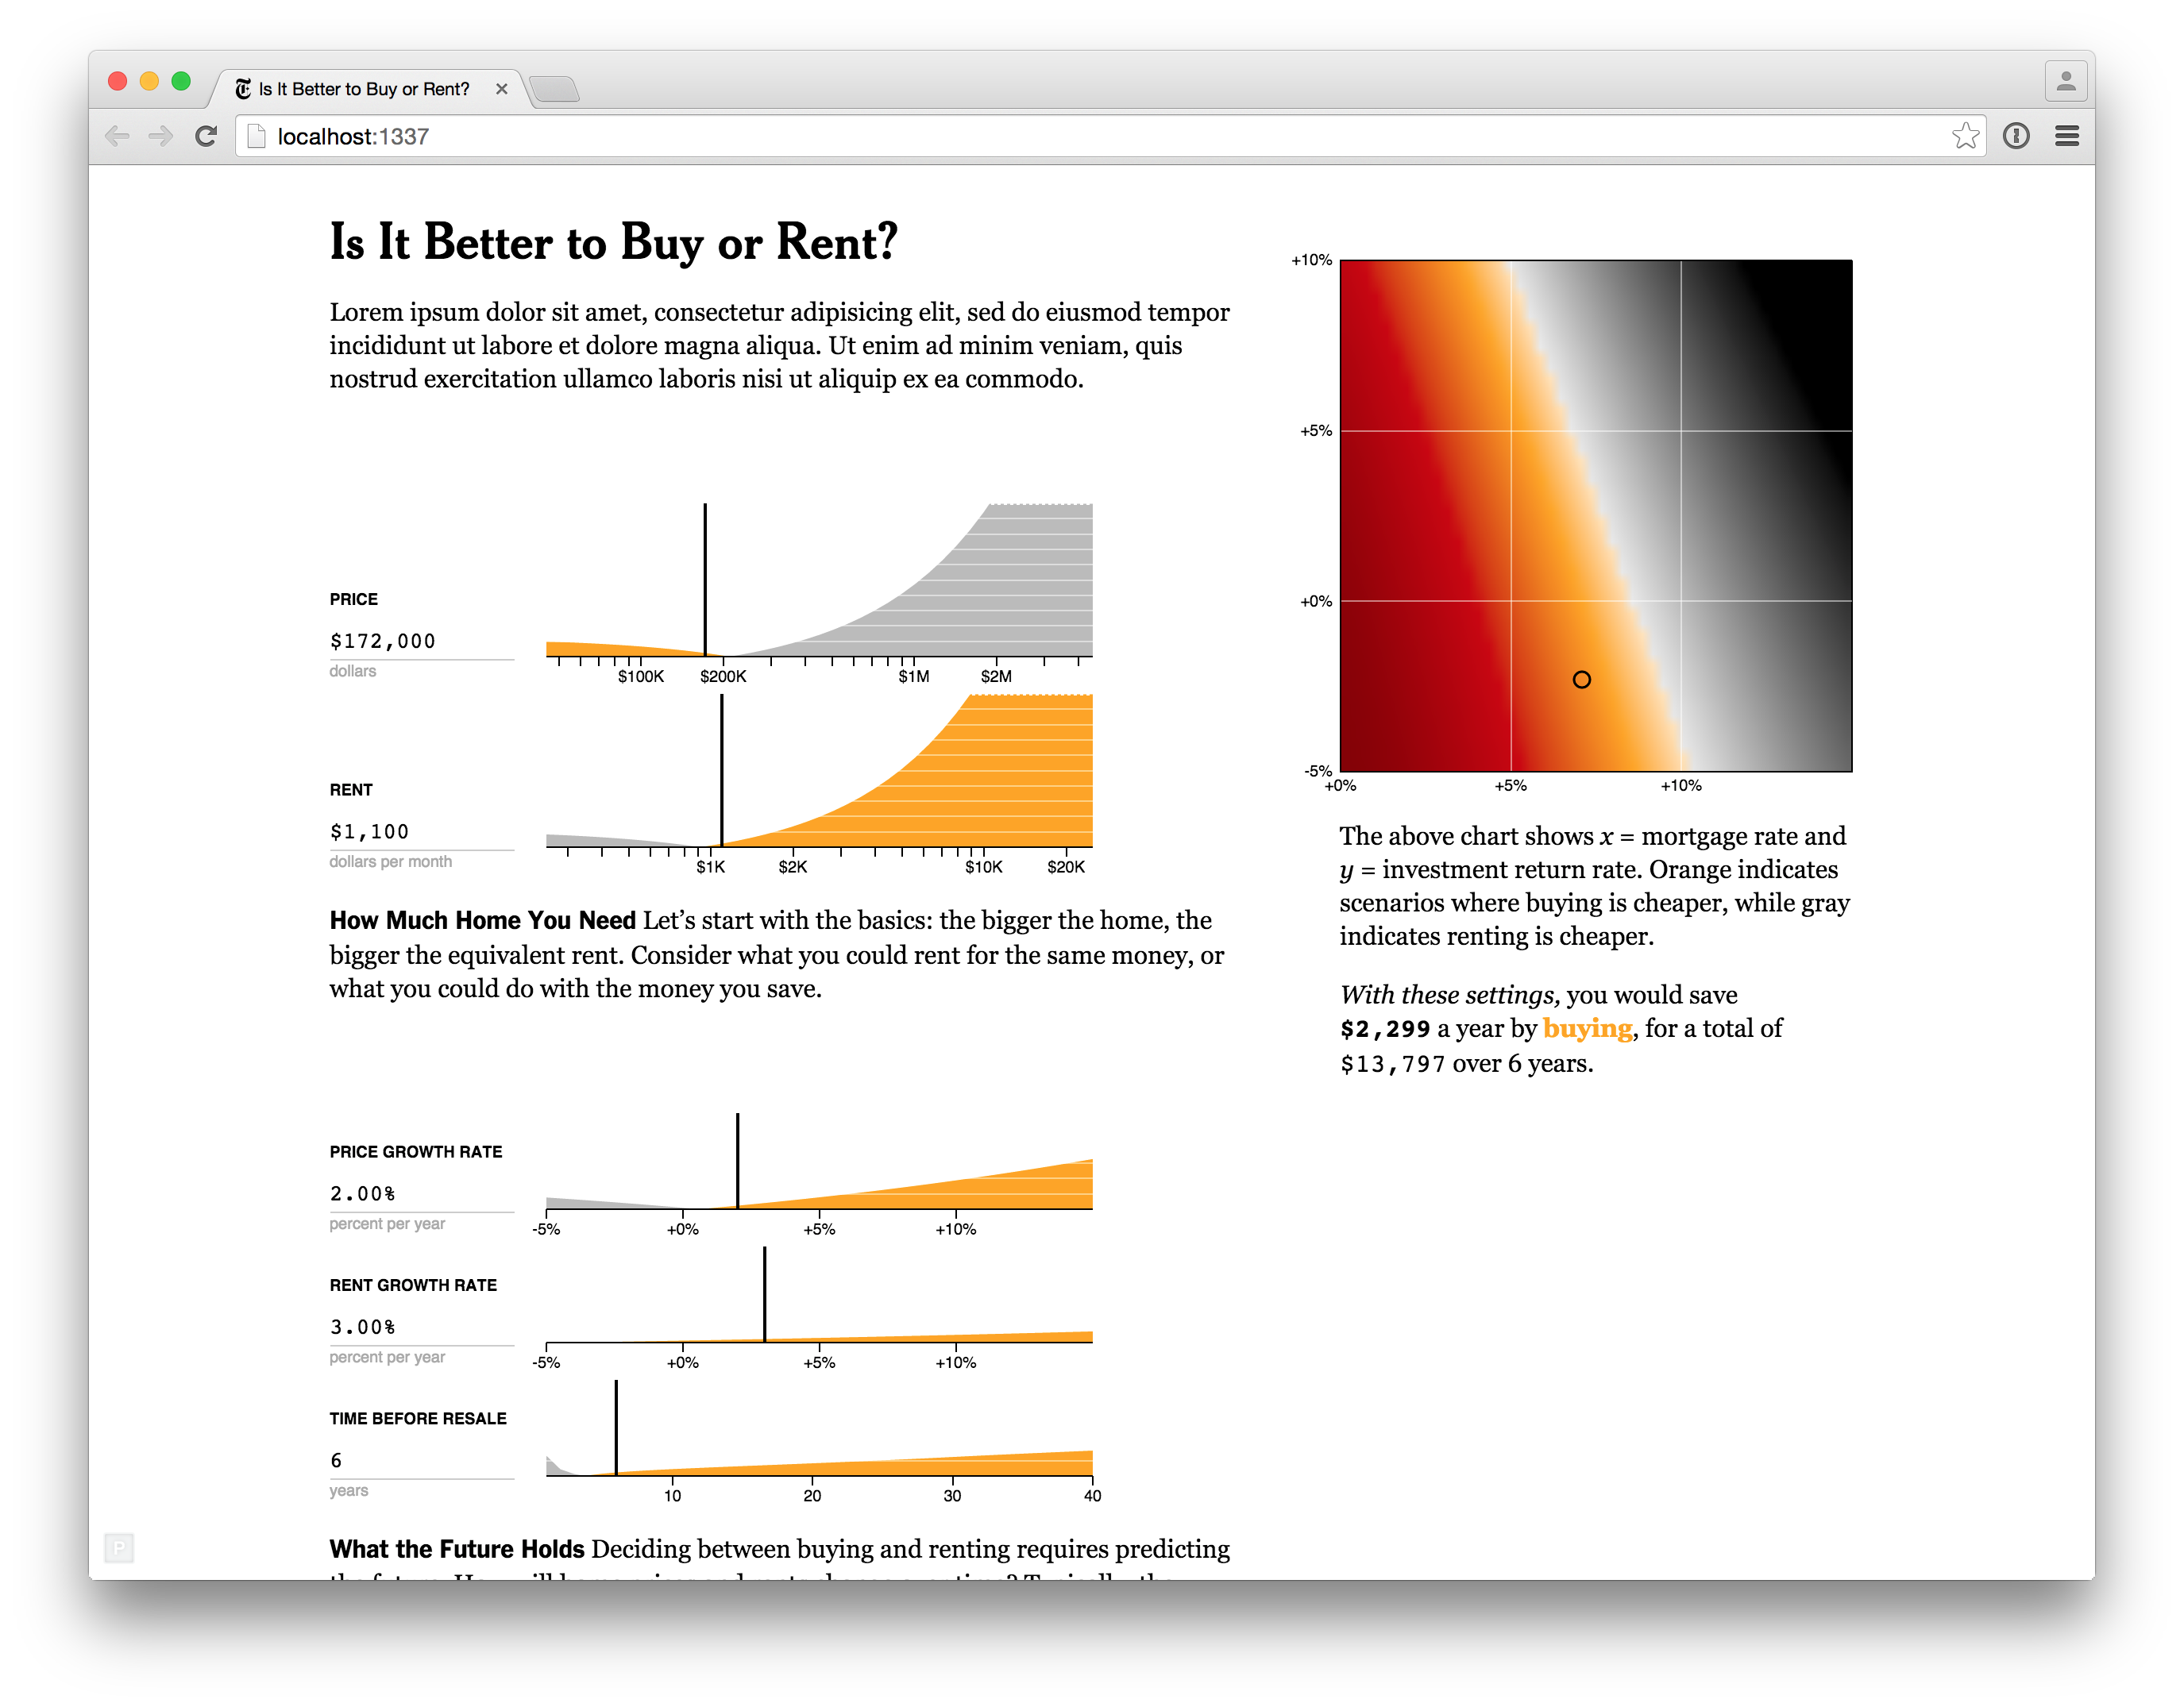 Is It Better to Buy or Rent?
localhost:1337
Is It Better to Buy or Rent?
Lorem ipsum dolor sit amet, consectetur adipisicing elit, sed do eiusmod tempor
incididunt ut labore et dolore magna aliqua. Ut enim ad minim veniam, quis
nostrud exercitation ullamco laboris nisi ut aliquip ex ea commodo.
PRICE
$172,000
dollars
$100K $200K $1M $2M
RENT
$1,100
dollars per month
$1K $2K $10K $20K
How Much Home You Need Let’s start with the basics: the bigger the home, the
bigger the equivalent rent. Consider what you could rent for the same money, or
what you could do with the money you save.
PRICE GROWTH RATE
2.00%
percent per year
-5% +0% +5% +10%
RENT GROWTH RATE
3.00%
percent per year
-5% +0% +5% +10%
TIME BEFORE RESALE
6
years
10 20 30 40
What the Future Holds Deciding between buying and renting requires predicting
P
+10%
+5%
+0%
-5%
+0% +5% +10%
The above chart shows x = mortgage rate and
y = investment return rate. Orange indicates
scenarios where buying is cheaper, while gray
indicates renting is cheaper.
With these settings, you would save
$2,299 a year by buying, for a total of
$13,797 over 6 years.